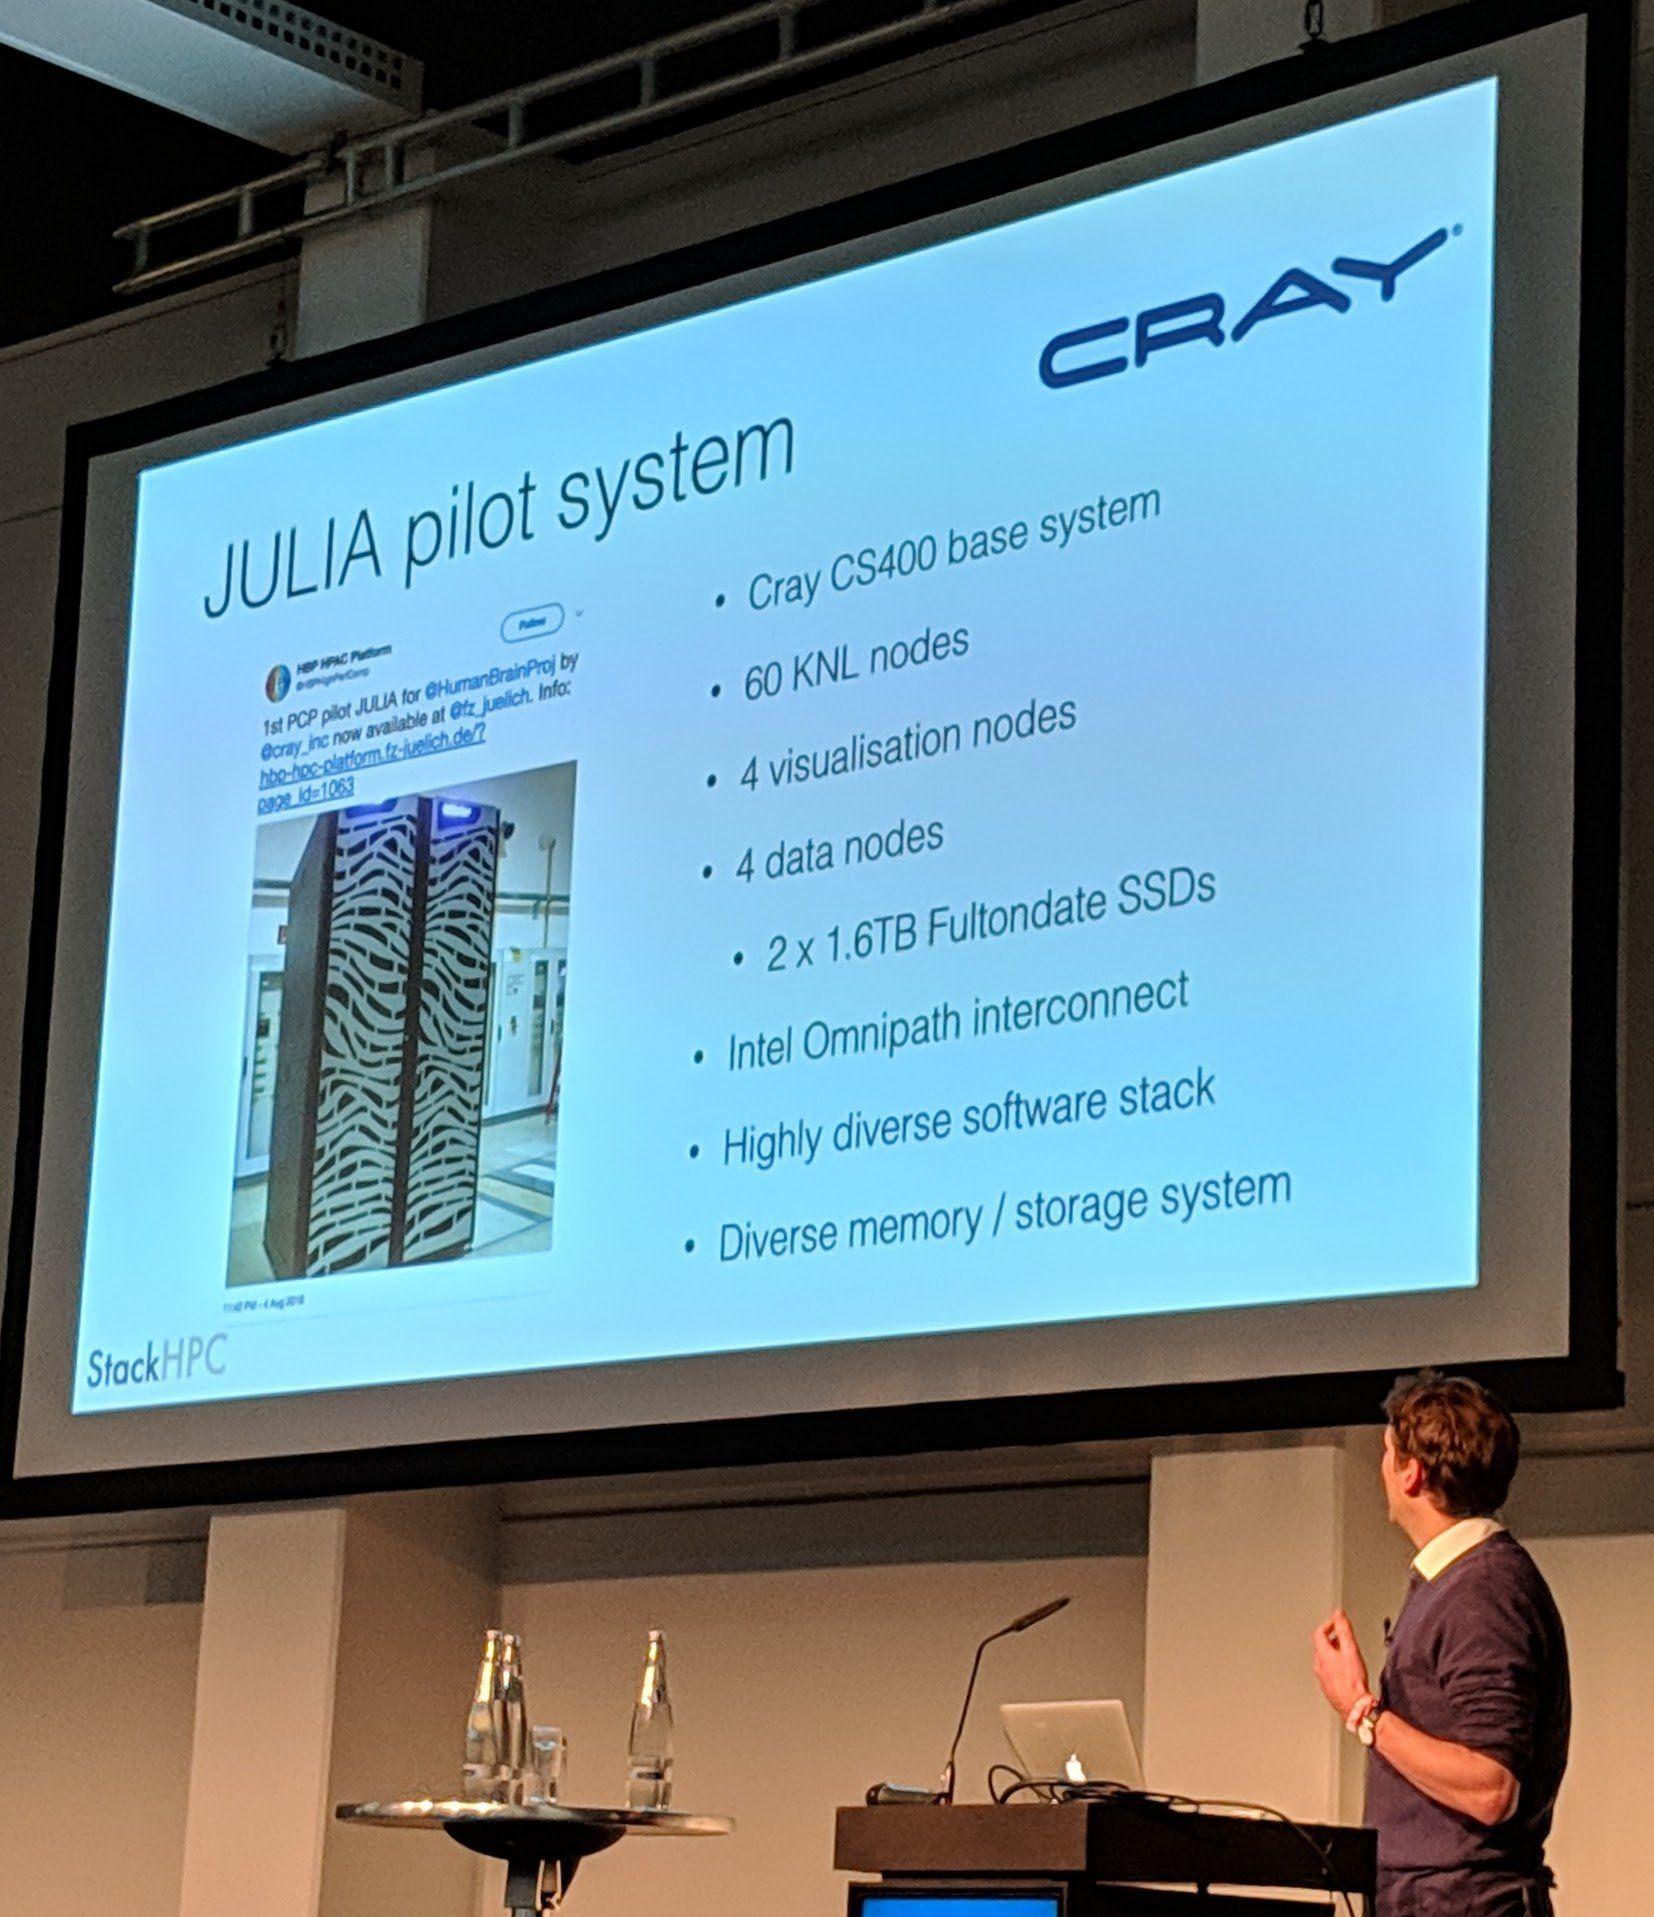 CRAY
JULIA pilot system
Follow
HBP HPAC Platform
1st PCP pilot JULIA for @HumanBrainProj by
@cray_inc now available at @fz_juelich. Info:
hbp-hpc-platform.fz-juelich.de/?
page_id=1063
• Cray CS400 base system
• 60 KNL nodes
• 4 visualisation nodes
• 4 data nodes
• 2 x 1.6TB Fultondate SSDs
• Intel Omnipath interconnect
• Highly diverse software stack
• Diverse memory / storage system
StackHPC